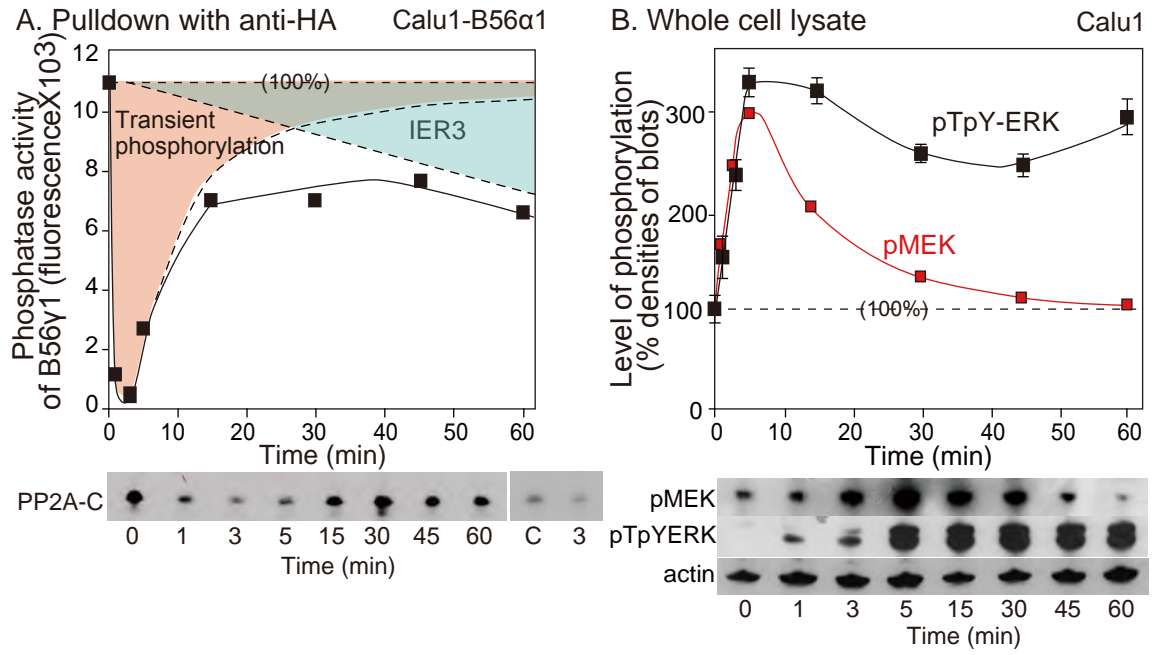 A. Pulldown with anti-HA
Calu1-B56α1
Phosphatase activity
of B56γ1 (fluorescenceX10³)
12
10
8
6
4
2
0
(100%)
Transient
phosphorylation
IER3
0 10 20 30 40 50 60
Time (min)
PP2A-C
0 1 3 5 15 30 45 60 C 3
Time (min)
B. Whole cell lysate
Calu1
Level of phosphorylation
(% densities of blots)
300
200
100
0
pTpY-ERK
pMEK
(100%)
0 10 20 30 40 50 60
Time (min)
pMEK
pTpYERK
actin
0 1 3 5 15 30 45 60
Time (min)